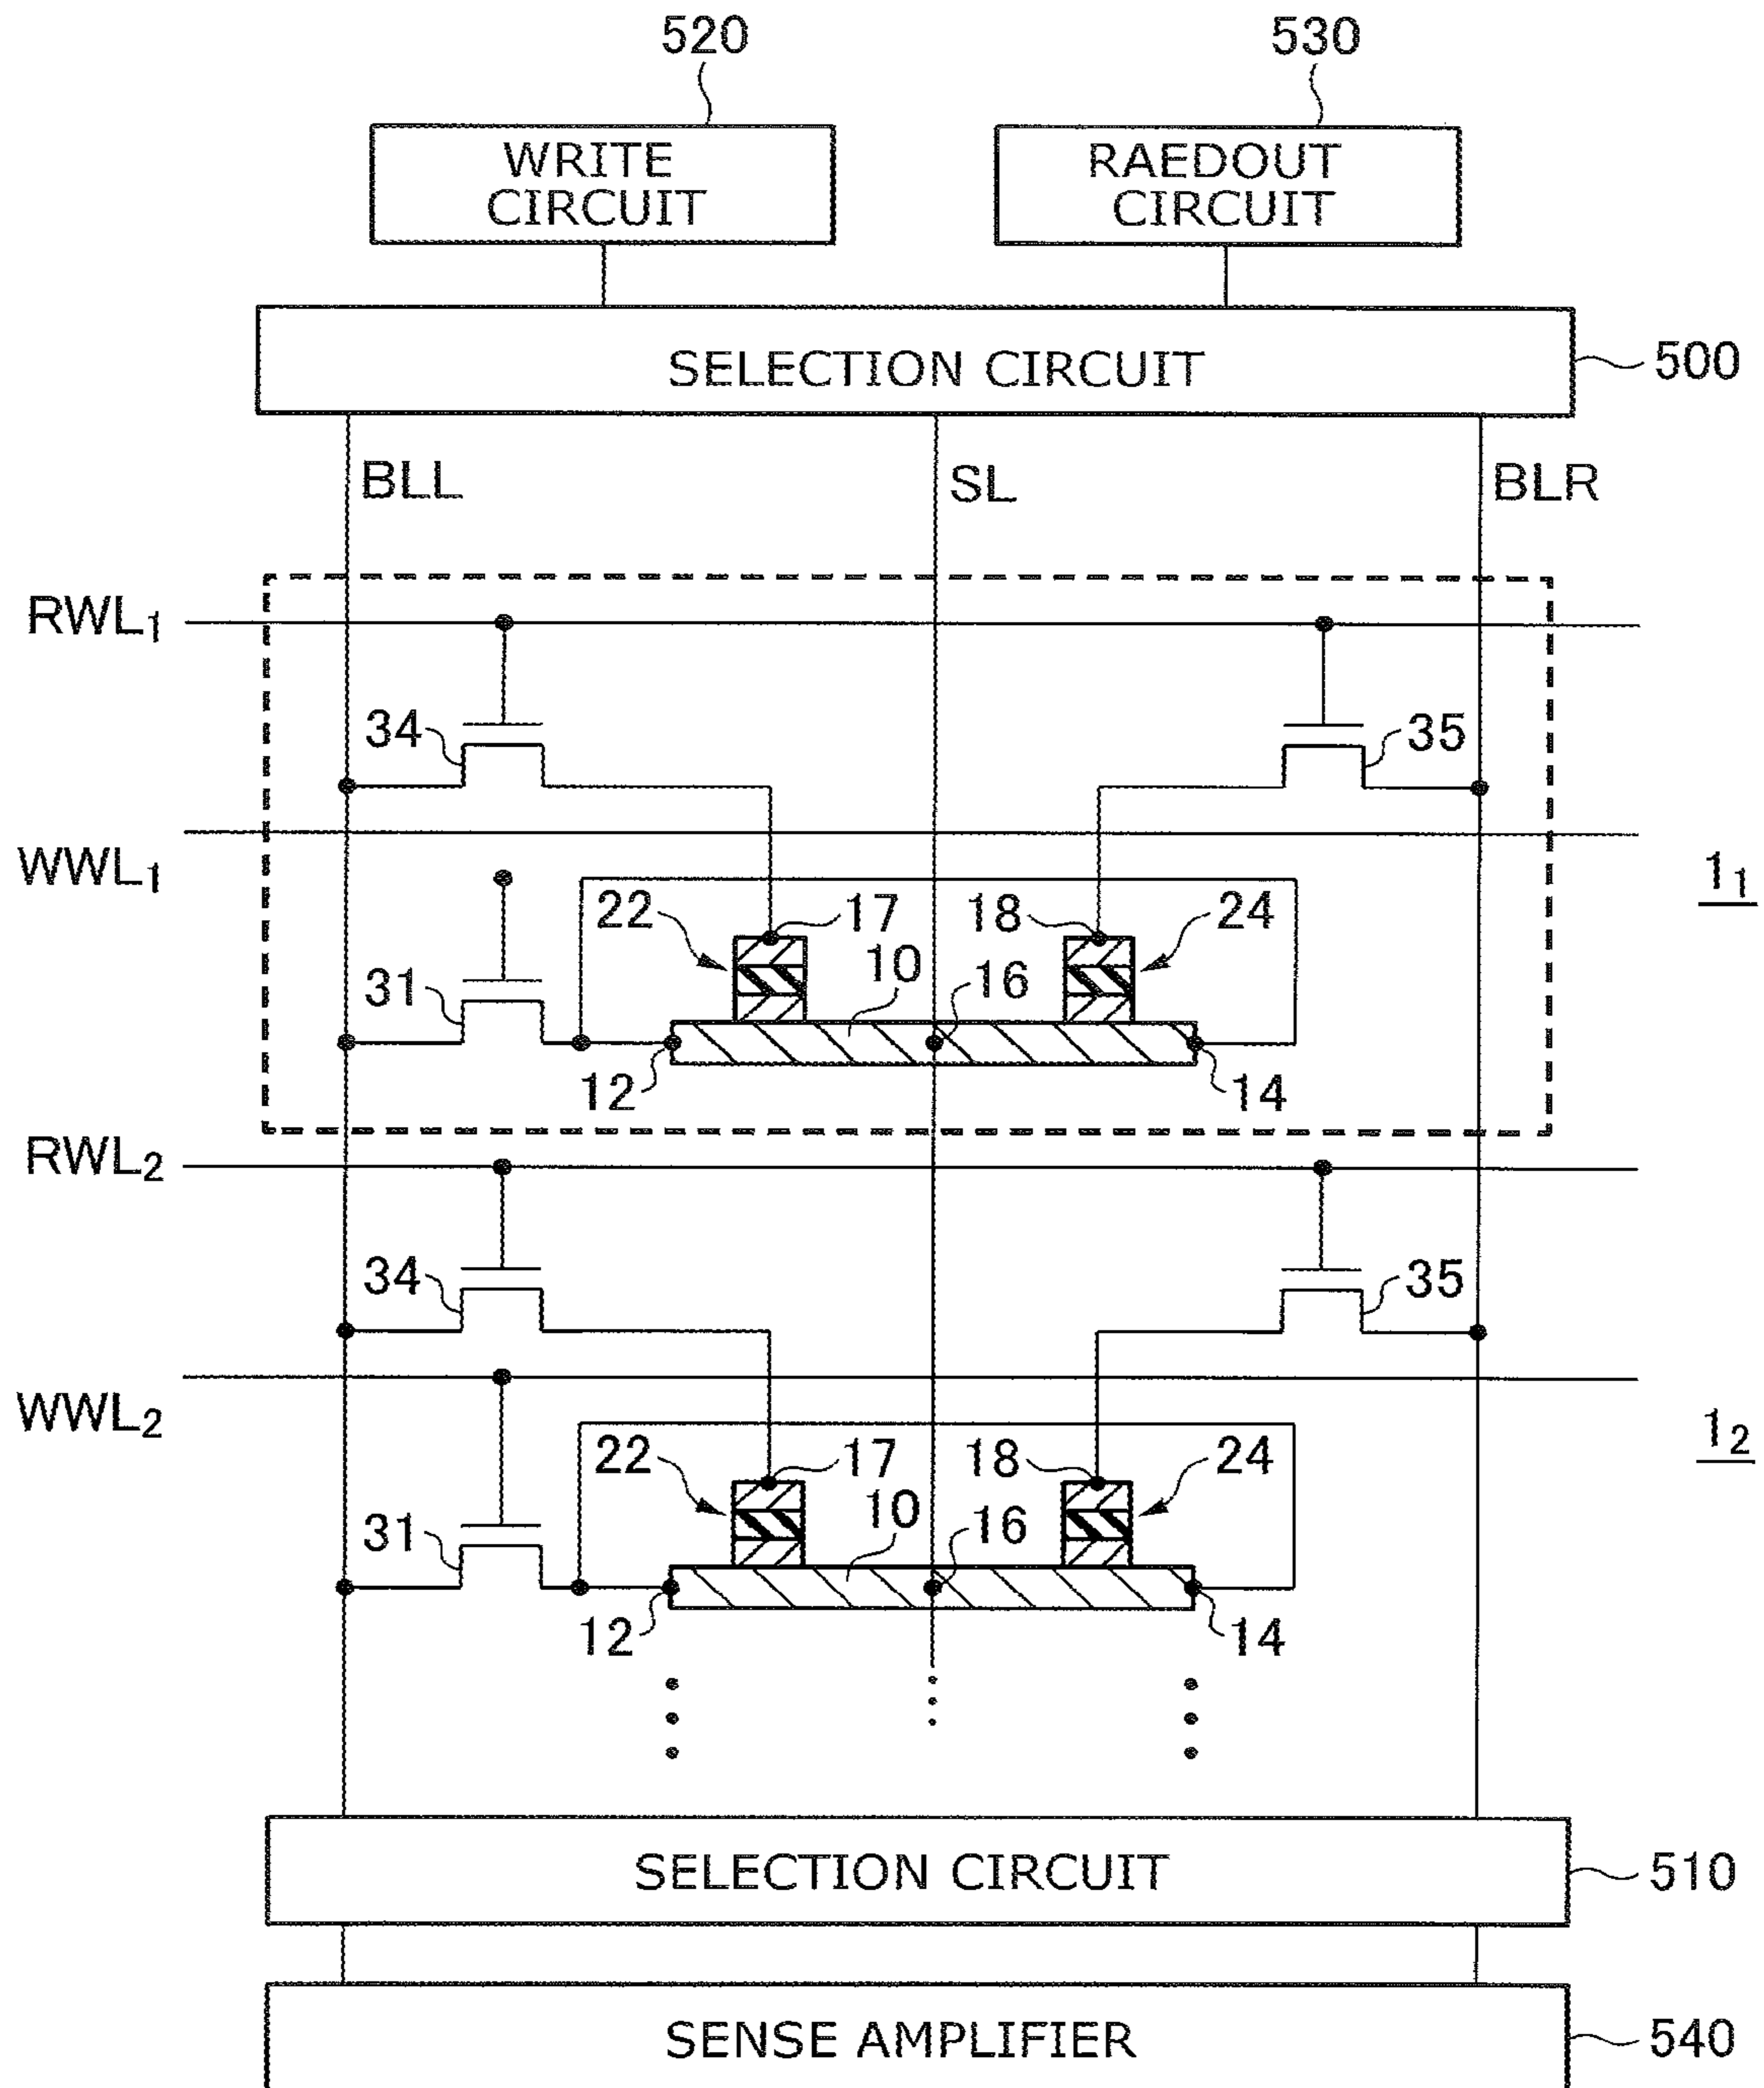 520
530
WRITE
CIRCUIT
RAEDOUT
CIRCUIT
SELECTION CIRCUIT
500
BLL
SL
BLR
RWL1
34
35
WWL1
11
22
17
18
24
10
16
31
12
14
RWL2
34
35
WWL2
12
22
17
18
24
10
16
31
12
14
SELECTION CIRCUIT
510
SENSE AMPLIFIER
540